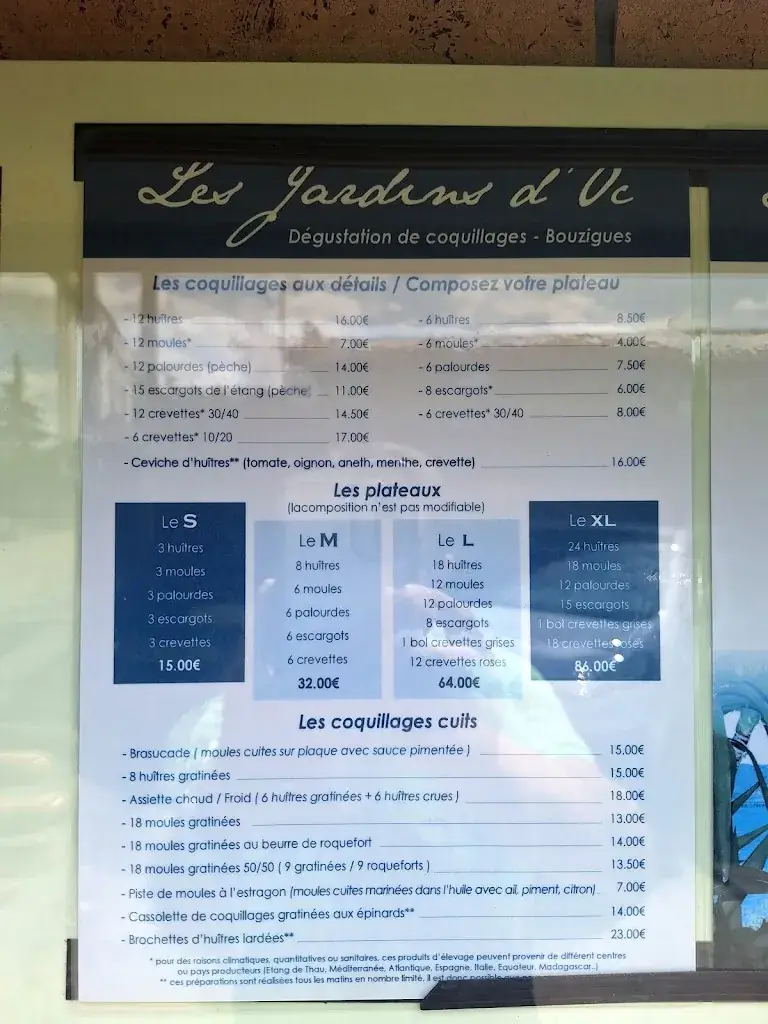 Les Jardins d'Oc
Dégustation de coquillages - Bouzigues
Les coquillages aux détails / Composez votre plateau
- 12 huîtres 16.00€ - 6 huîtres 8.50€
- 12 moules* 7.00€ - 6 moules* 4.00€
- 12 palourdes (pèche) 14.00€ - 6 palourdes 7.50€
- 15 escargots de l'étang (pèche 11.00€ - 8 escargots* 6.00€
- 12 crevettes* 30/40 14.50€ - 6 crevettes* 30/40 8.00€
- 6 crevettes* 10/20 17.00€
- Ceviche d'huîtres** (tomate, oignon, aneth, menthe, crevette) 16.00€
Les plateaux
(lacomposition n'est pas modifiable)
Le S
3 huîtres
3 moules
3 palourdes
3 escargots
3 crevettes
15.00€
Le M
8 huîtres
6 moules
6 palourdes
6 escargots
6 crevettes
32.00€
Le L
18 huîtres
12 moules
12 palourdes
8 escargots
1 bol crevettes grises
12 crevettes roses
64.00€
Le XL
24 huîtres
18 moules
12 palourdes
15 escargots
1 bol crevettes grises
18 crevettes roses
86.00€
Les coquillages cuits
- Brasucade ( moules cuites sur plaque avec sauce pimentée ) 15.00€
- 8 huîtres gratinées 15.00€
- Assiette chaud / Froid ( 6 huîtres gratinées + 6 huîtres crues ) 18.00€
- 18 moules gratinées 13.00€
- 18 moules gratinées au beurre de roquefort 14.00€
- 18 moules gratinées 50/50 ( 9 gratinées / 9 roqueforts ) 13.50€
- Piste de moules à l'estragon (moules cuites marinées dans l'huile avec ail, piment, citron) 7.00€
- Cassolette de coquillages gratinées aux épinards** 14.00€
- Brochettes d'huîtres lardées** 23.00€
* pour des raisons climatiques, quantitatives ou sanitaires, ces produits d'élevage peuvent provenir de différent centres
ou pays producteurs (Etang de Thau, Méditerranée, Atlantique, Espagne, Italie, Equateur, Madagascar..)
** ces préparations sont réalisées tous les matins en nombre limité, il est donc possible que